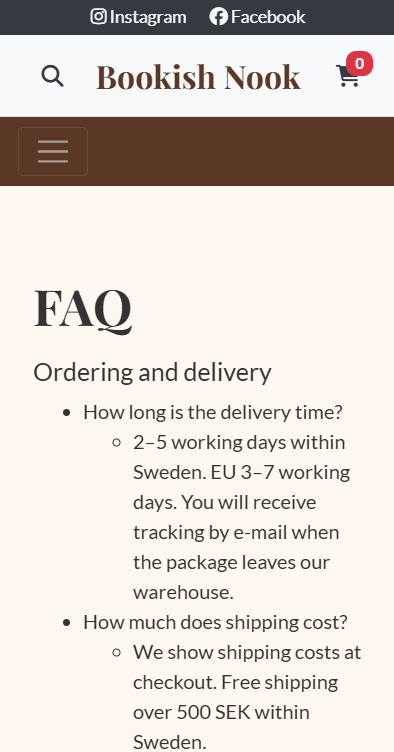 Instagram Facebook
Bookish Nook 0
FAQ
Ordering and delivery
• How long is the delivery time?
◦ 2–5 working days within
Sweden. EU 3–7 working
days. You will receive
tracking by e-mail when
the package leaves our
warehouse.
• How much does shipping cost?
◦ We show shipping costs at
checkout. Free shipping
over 500 SEK within
Sweden.